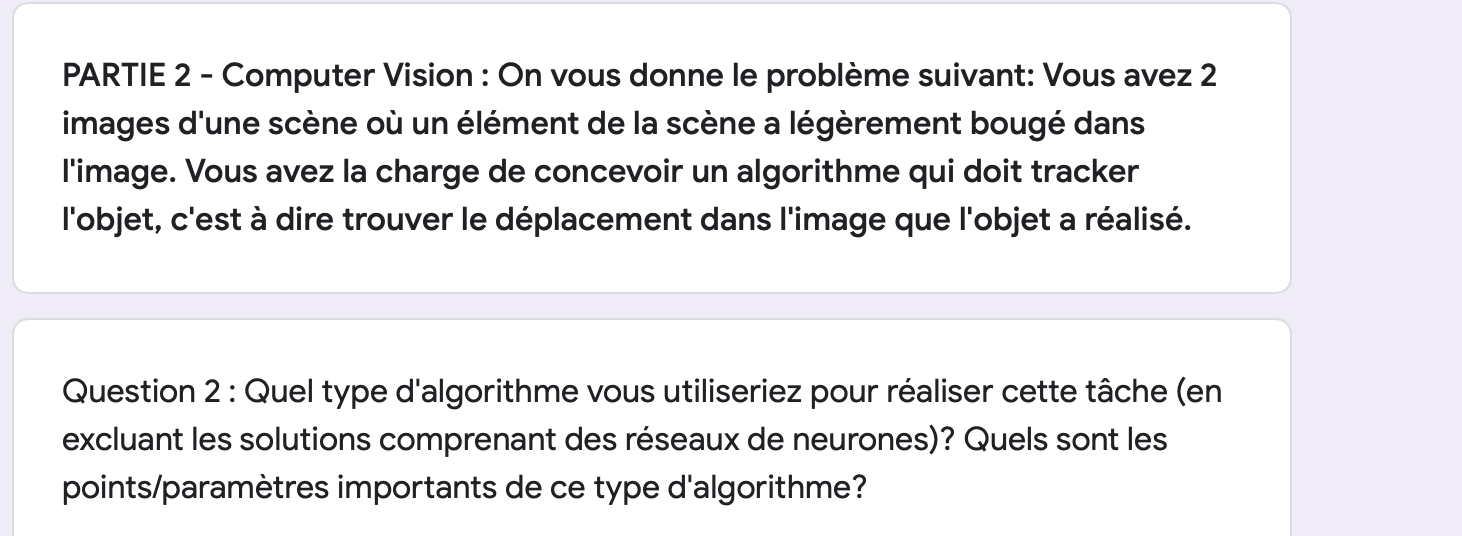 PARTIE 2 - Computer Vision : On vous donne le problème suivant: Vous avez 2
images d'une scène où un élément de la scène a légèrement bougé dans
l'image. Vous avez la charge de concevoir un algorithme qui doit tracker
l'objet, c'est à dire trouver le déplacement dans l'image que l'objet a réalisé.
Question 2 : Quel type d'algorithme vous utiliseriez pour réaliser cette tâche (en
excluant les solutions comprenant des réseaux de neurones)? Quels sont les
points/paramètres importants de ce type d'algorithme?